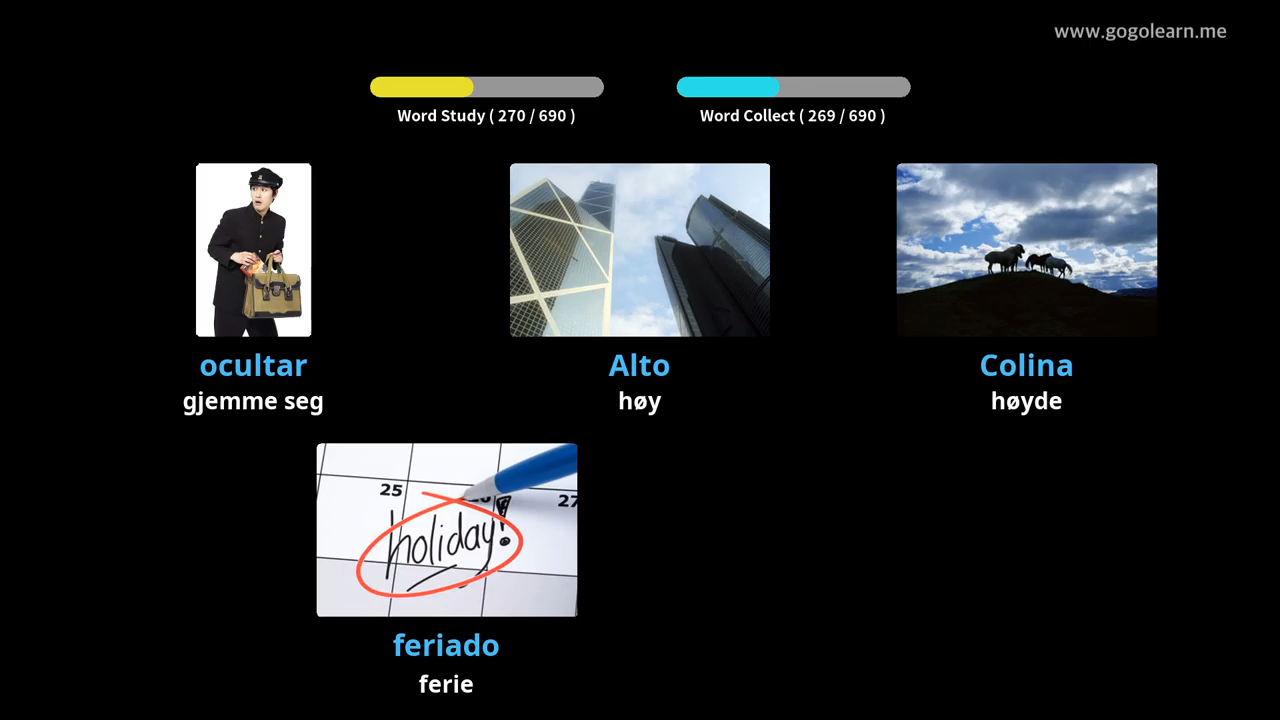 www.gogolearn.me
Word Study ( 270 / 690 )
Word Collect ( 269 / 690 )
ocultar
gjemme seg
Alto
høy
Colina
høyde
25
27
holiday!
feriado
ferie